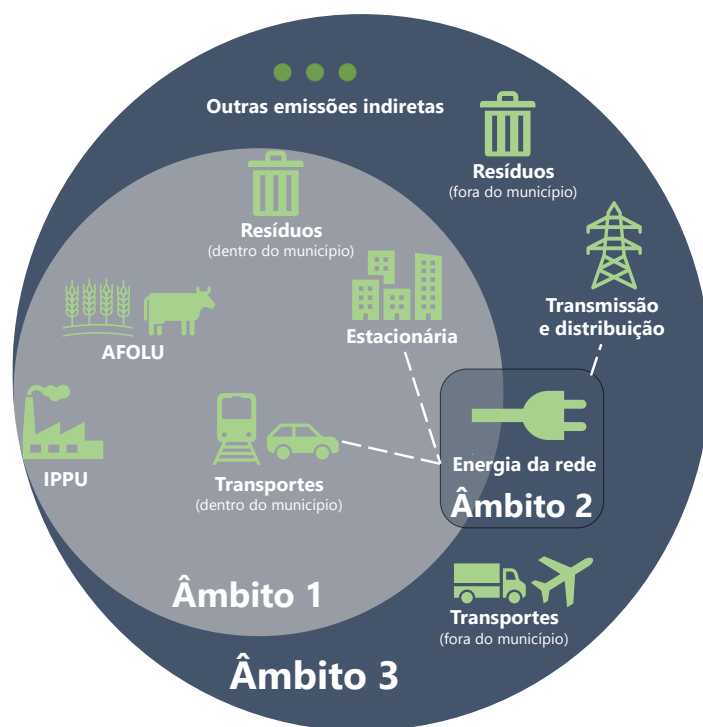 Outras emissões indiretas
Resíduos
(fora do município)
Resíduos
(dentro do município)
Transmissão
e distribuição
Estacionária
AFOLU
Energia da rede
Âmbito 2
IPPU
Transportes
(dentro do município)
Âmbito 1
Transportes
(fora do município)
Âmbito 3